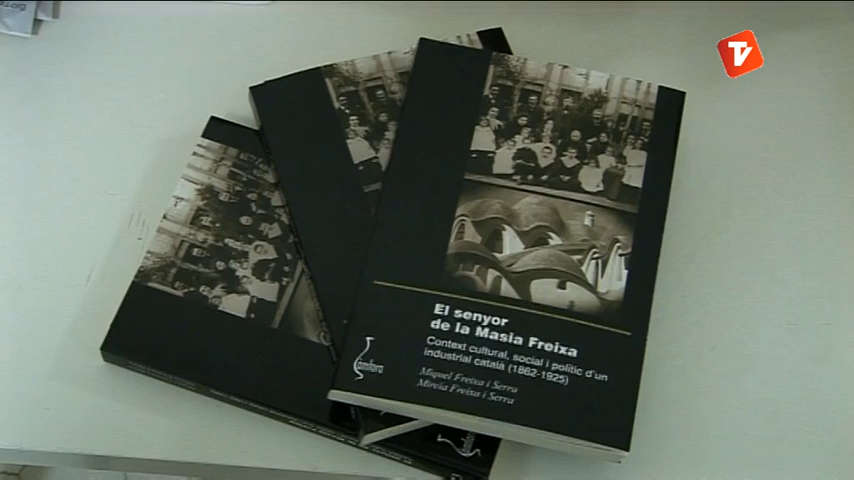 TV
El senyor
de la Masia Freixa
Context cultural, social i polític d'un
industrial català (1862-1925)
Miquel Freixa i Serra
Mireia Freixa i Serra